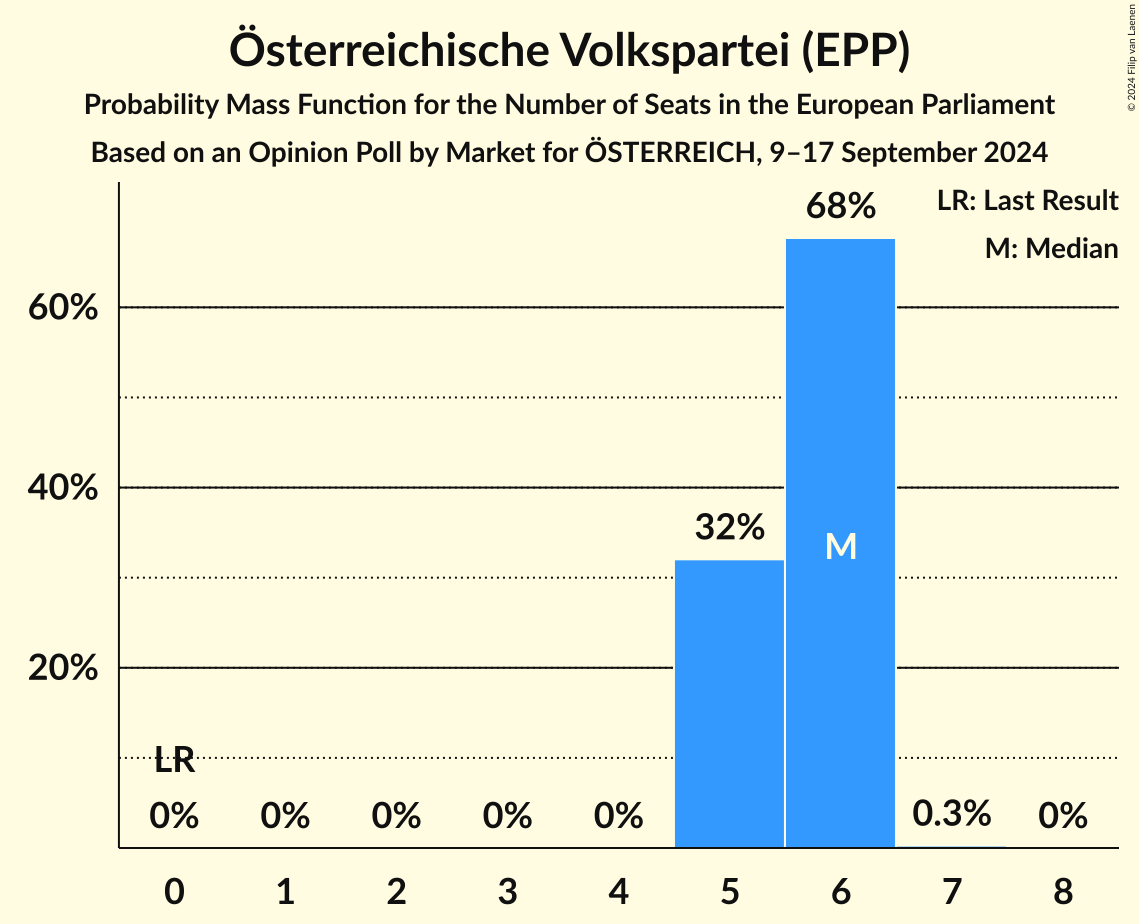 Österreichische Volkspartei (EPP)
Probability Mass Function for the Number of Seats in the European Parliament
Based on an Opinion Poll by Market for ÖSTERREICH, 9–17 September 2024
© 2024 Filip van Laenen
LR: Last Result
M: Median
68%
60%
40%
32%
M
20%
LR
0% 0% 0% 0% 0% 0.3% 0%
0 1 2 3 4 5 6 7 8